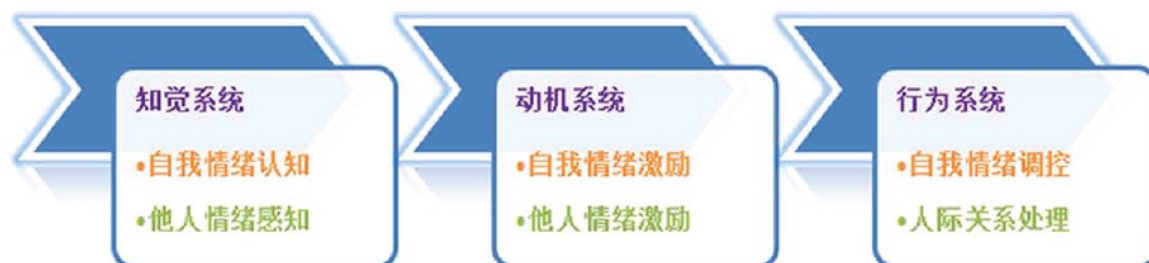 知觉系统
•自我情绪认知
•他人情绪感知
动机系统
•自我情绪激励
•他人情绪激励
行为系统
•自我情绪调控
•人际关系处理